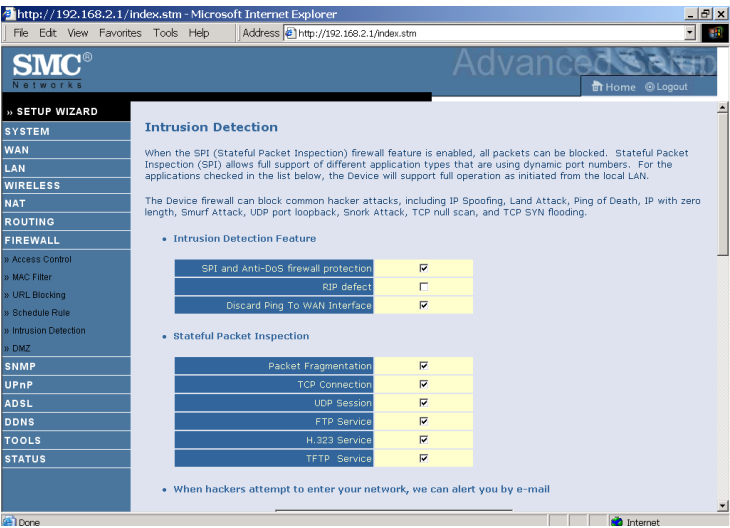 http://192.168.2.1/index.stm - Microsoft Internet Explorer
File Edit View Favorites Tools Help Address http://192.168.2.1/index.stm
SMC®
Networks
Advanced Setup
Home Logout
» SETUP WIZARD
SYSTEM
WAN
LAN
WIRELESS
NAT
ROUTING
FIREWALL
» Access Control
» MAC Filter
» URL Blocking
» Schedule Rule
» Intrusion Detection
» DMZ
SNMP
UPnP
ADSL
DDNS
TOOLS
STATUS
Intrusion Detection
When the SPI (Stateful Packet Inspection) firewall feature is enabled, all packets can be blocked. Stateful Packet
Inspection (SPI) allows full support of different application types that are using dynamic port numbers. For the
applications checked in the list below, the Device will support full operation as initiated from the local LAN.
The Device firewall can block common hacker attacks, including IP Spoofing, Land Attack, Ping of Death, IP with zero
length, Smurf Attack, UDP port loopback, Snork Attack, TCP null scan, and TCP SYN flooding.
• Intrusion Detection Feature
SPI and Anti-DoS firewall protection
RIP defect
Discard Ping To WAN Interface
• Stateful Packet Inspection
Packet Fragmentation
TCP Connection
UDP Session
FTP Service
H.323 Service
TFTP Service
• When hackers attempt to enter your network, we can alert you by e-mail
Done
Internet